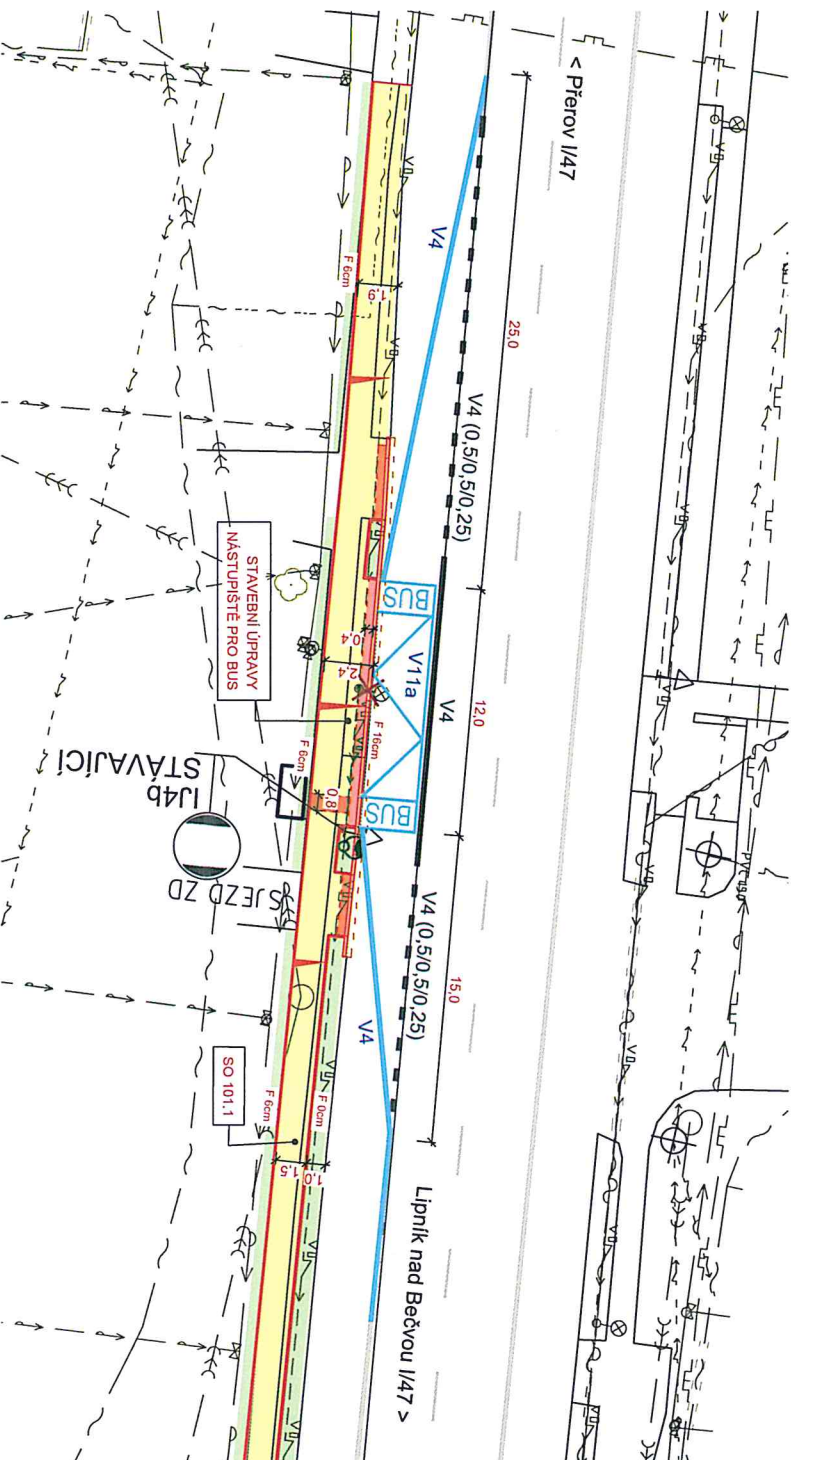 < Přerov I/47
25,0
V4
V4 (0,5/0,5/0,25)
F 6cm
1,9
STAVEBNÍ ÚPRAVY
NÁSTUPIŠTĚ PRO BUS
BUS
V11a
V4
12,0
0,4
2,4
F 16cm
F 6cm
0,8
BUS
IJ4b
STÁVAJÍCÍ
SJEZD ZD
V4 (0,5/0,5/0,25)
15,0
V4
SO 101.1
F 6cm
F 0cm
1,5
1,0
Lipník nad Bečvou I/47 >